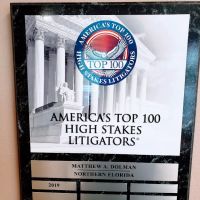 AMERICA'S TOP 100
TOP 100
HIGH STAKES LITIGATORS
AMERICA'S TOP 100
HIGH STAKES
LITIGATORS®
MATTHEW A. DOLMAN
NORTHERN FLORIDA
2019